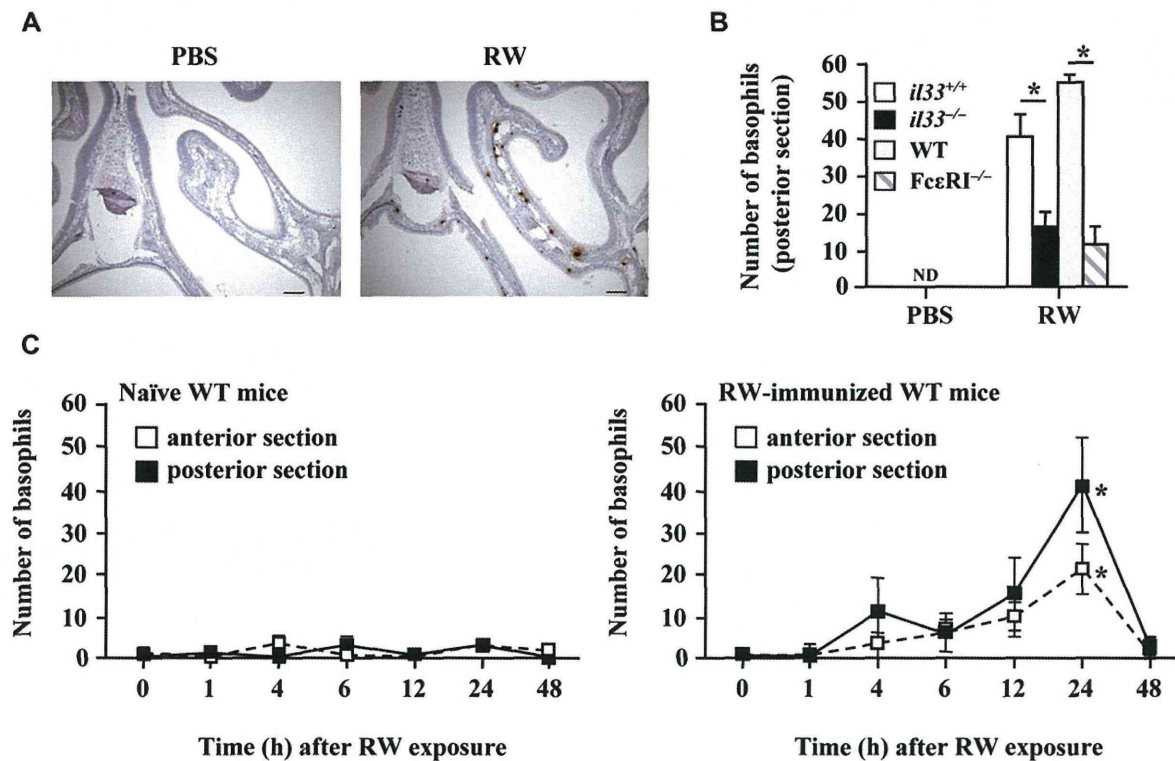 A
PBS
RW
B
Number of basophils
(posterior section)
60
50
40
30
20
10
0
il33+/+
il33−/−
WT
FcεRI−/−
*
*
ND
PBS
RW
C
Naïve WT mice
anterior section
posterior section
Number of basophils
60
50
40
30
20
10
0
0 1 4 6 12 24 48
Time (h) after RW exposure
RW-immunized WT mice
anterior section
posterior section
Number of basophils
60
50
40
30
20
10
0
*
*
0 1 4 6 12 24 48
Time (h) after RW exposure